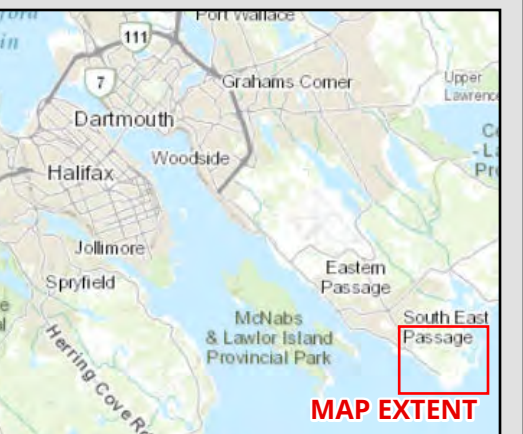 Port Wallace
111
7
Grahams Corner
Upper
Lawrence
Dartmouth
Woodside
Halifax
Jollimore
Spryfield
Eastern
Passage
McNabs
& Lawlor Island
Provincial Park
South East
Passage
Herring Cove R
MAP EXTENT